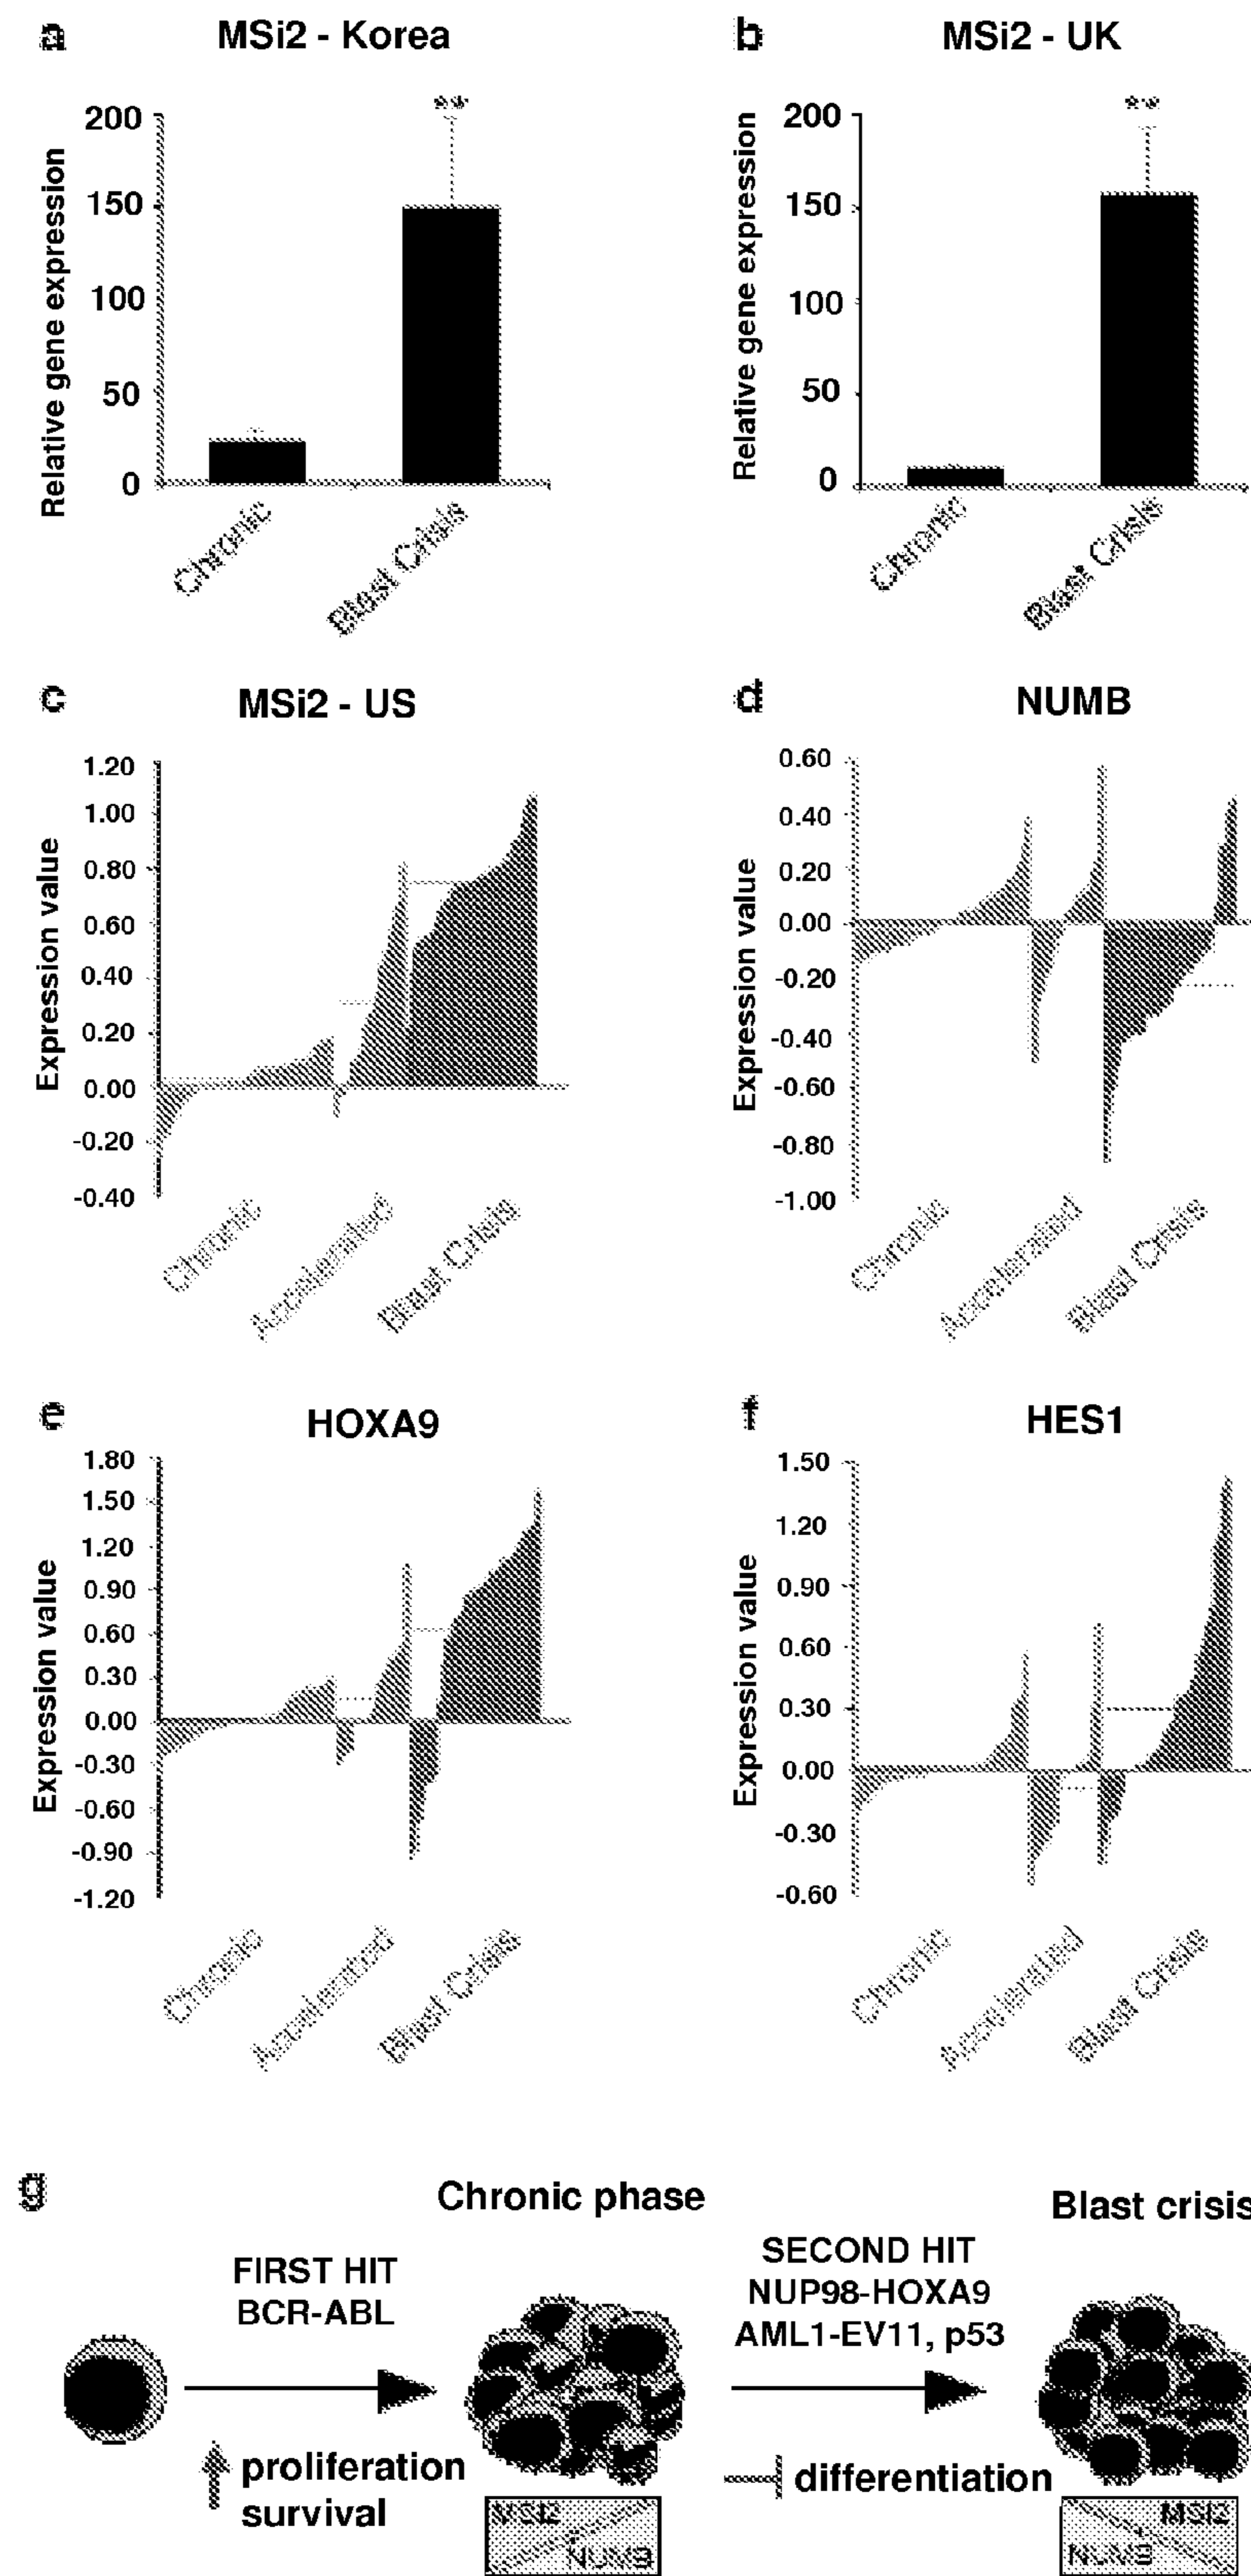 a
MSi2 - Korea
Relative gene expression
200
150
100
50
0
**
Chronic
Blast Crisis
b
MSi2 - UK
Relative gene expression
200
150
100
50
0
**
Chronic
Blast Crisis
c
MSi2 - US
Expression value
1.20
1.00
0.80
0.60
0.40
0.20
0.00
-0.20
-0.40
Chronic
Accelerated
Blast Crisis
d
NUMB
Expression value
0.60
0.40
0.20
0.00
-0.20
-0.40
-0.60
-0.80
-1.00
Chronic
Accelerated
Blast Crisis
e
HOXA9
Expression value
1.80
1.50
1.20
0.90
0.60
0.30
0.00
-0.30
-0.60
-0.90
-1.20
Chronic
Accelerated
Blast Crisis
f
HES1
Expression value
1.50
1.20
0.90
0.60
0.30
0.00
-0.30
-0.60
Chronic
Accelerated
Blast Crisis
g
FIRST HIT
BCR-ABL
proliferation
survival
Chronic phase
MSI2
NUMB
SECOND HIT
NUP98-HOXA9
AML1-EV11, p53
differentiation
Blast crisis
MSI2
NUMB